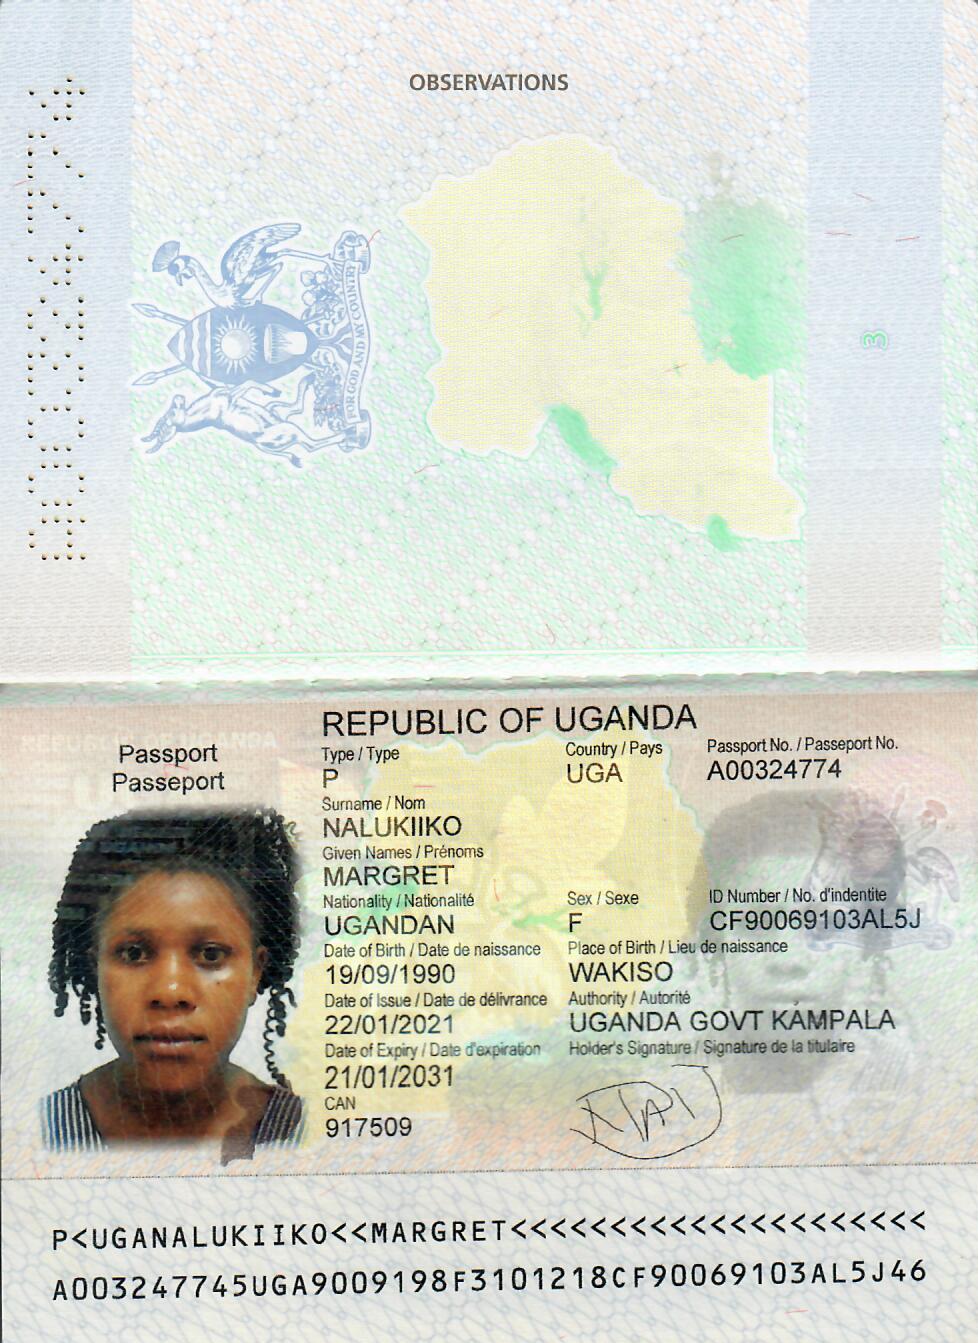 OBSERVATIONS
FOR GOD AND MY COUNTRY
3
REPUBLIC OF UGANDA
Passport
Passeport
Type / Type
Country / Pays
Passport No. / Passeport No.
P
UGA
A00324774
Surname / Nom
NALUKIIKO
Given Names / Prénoms
MARGRET
Nationality / Nationalité
Sex / Sexe
ID Number / No. d'indentite
UGANDAN
F
CF90069103AL5J
Date of Birth / Date de naissance
Place of Birth / Lieu de naissance
19/09/1990
WAKISO
Date of Issue / Date de délivrance
Authority / Autorité
22/01/2021
UGANDA GOVT KAMPALA
Date of Expiry / Date d'expiration
Holder's Signature / Signature de la titulaire
21/01/2031
CAN
917509
P<UGANALUKIIKO<<MARGRET<<<<<<<<<<<<<<<<<<<<<
A003247745UGA9009198F3101218CF90069103AL5J46